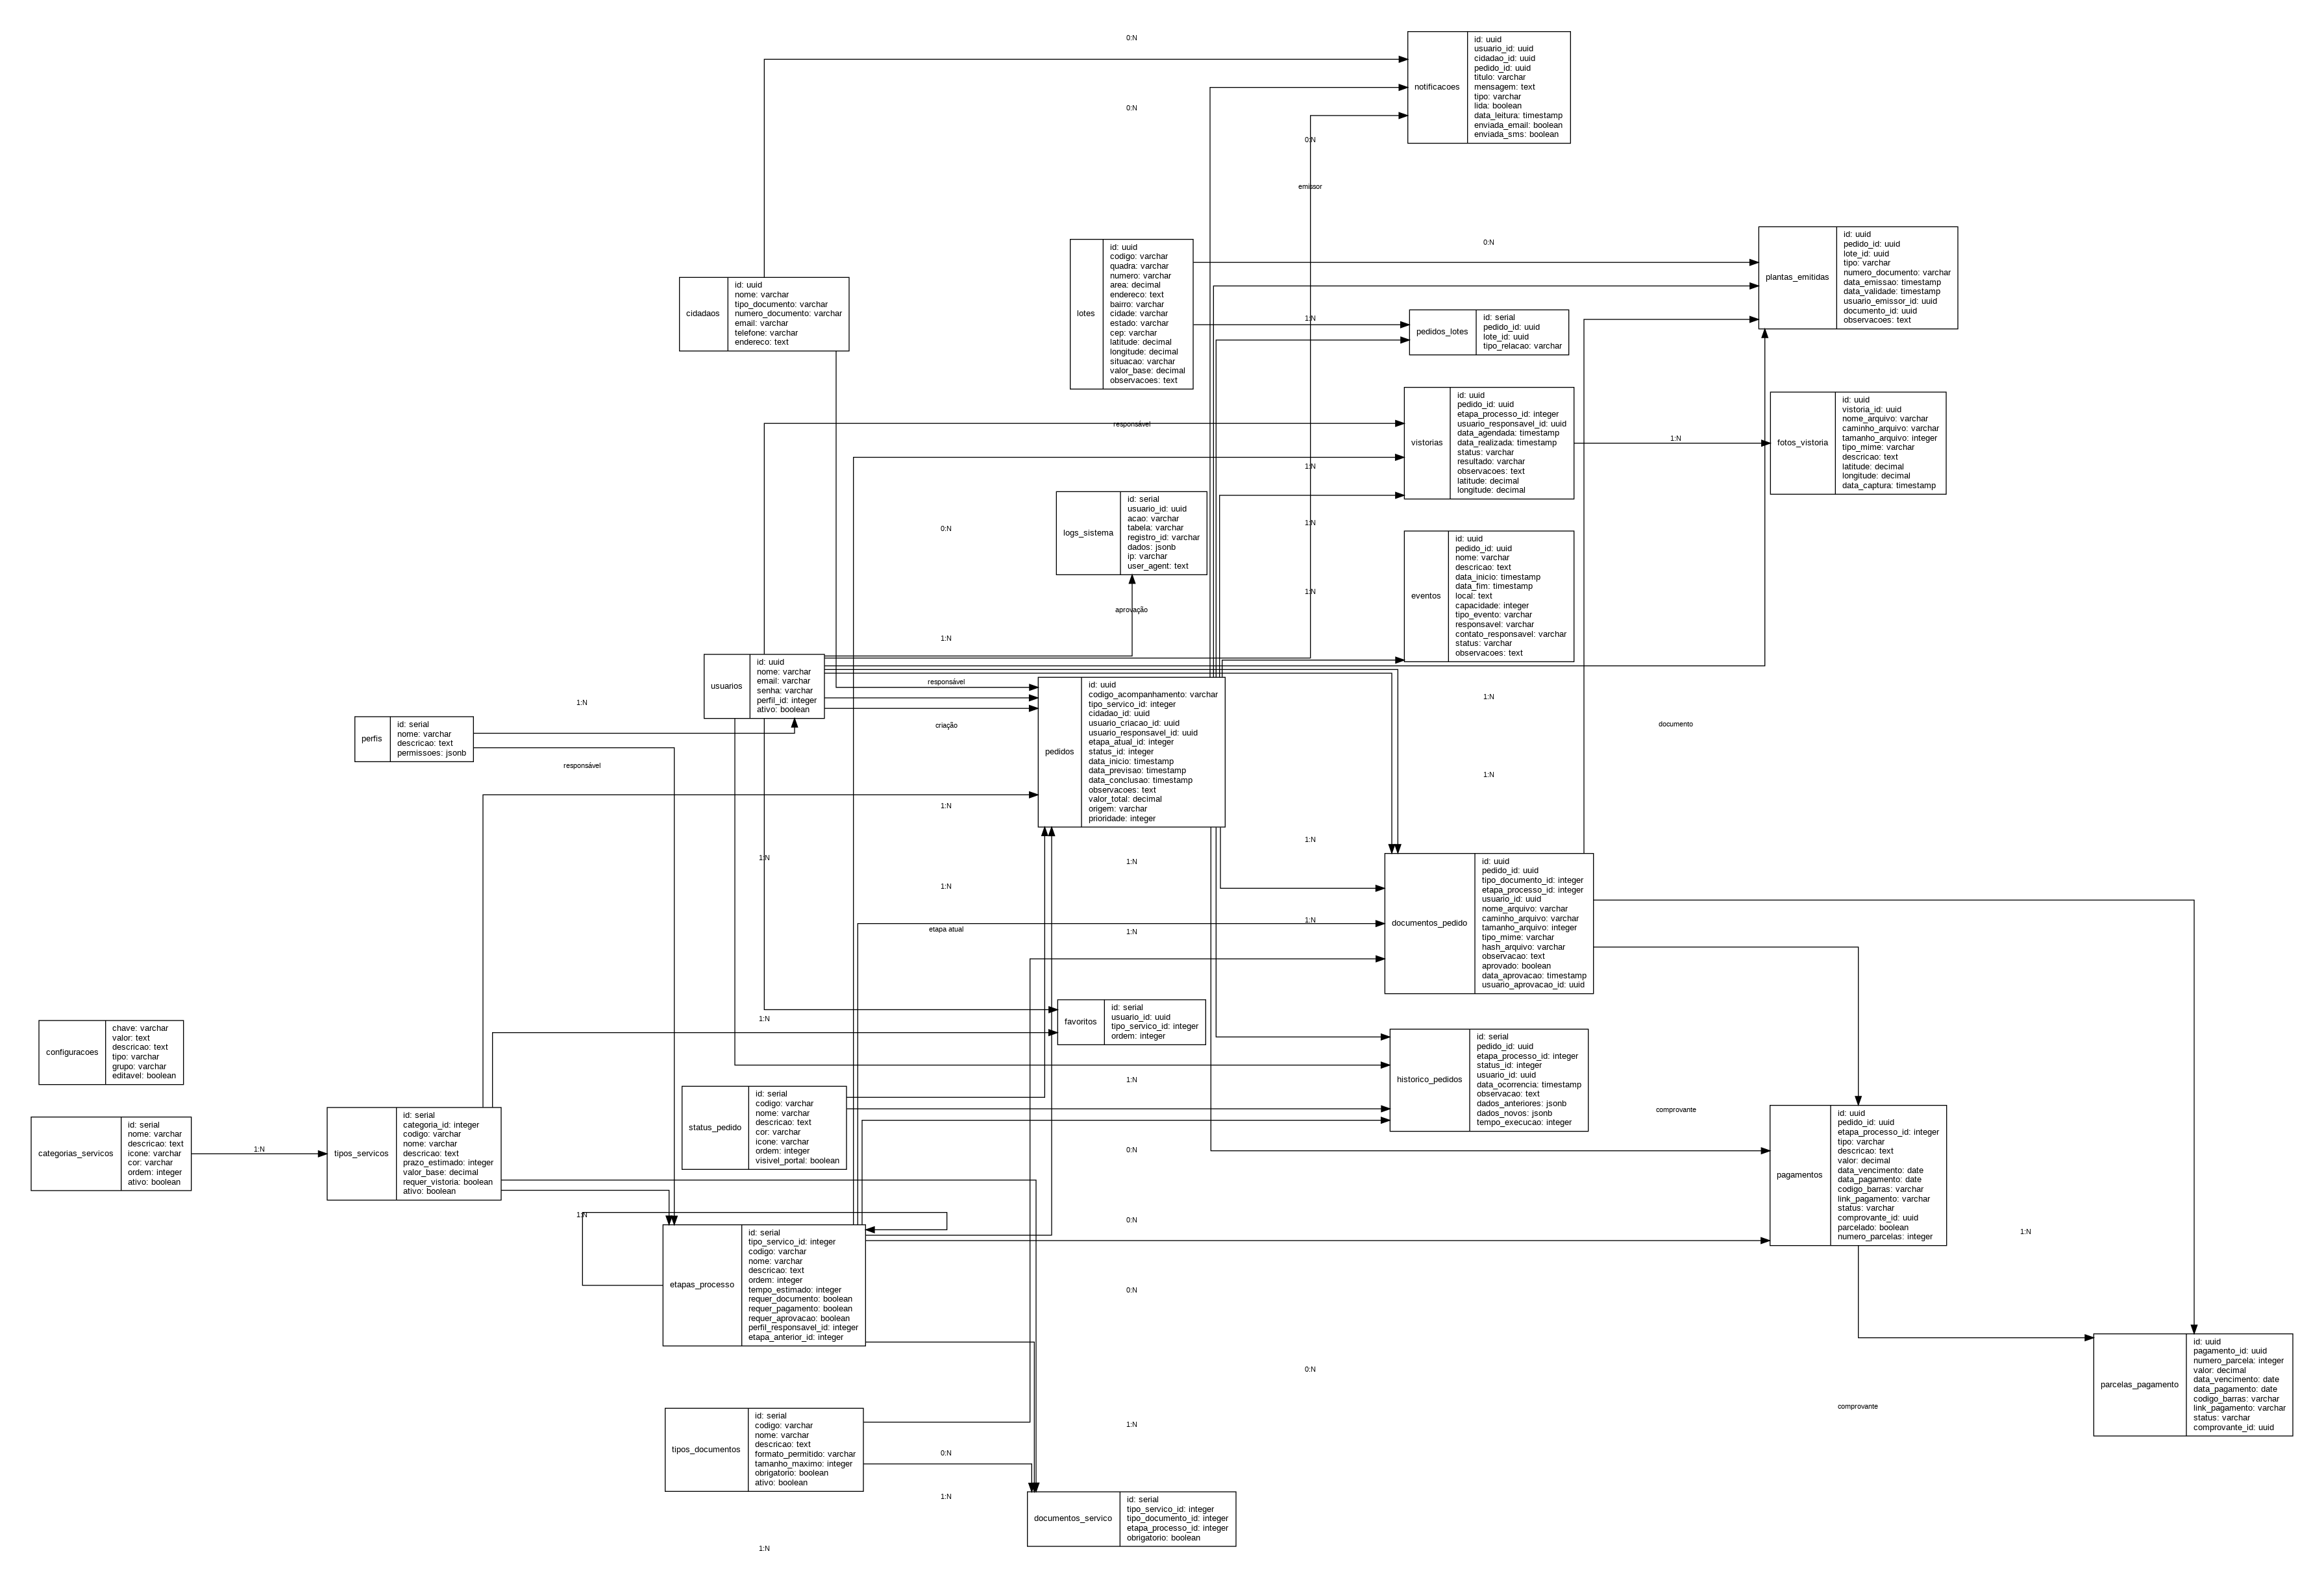 0:N
0:N
0:N
emissor
notificacoes
id: uuid
usuario_id: uuid
cidadao_id: uuid
pedido_id: uuid
titulo: varchar
mensagem: text
tipo: varchar
lida: boolean
data_leitura: timestamp
enviada_email: boolean
enviada_sms: boolean
cidadaos
id: uuid
nome: varchar
tipo_documento: varchar
numero_documento: varchar
email: varchar
telefone: varchar
endereco: text
lotes
id: uuid
codigo: varchar
quadra: varchar
numero: varchar
area: decimal
endereco: text
bairro: varchar
cidade: varchar
estado: varchar
cep: varchar
latitude: decimal
longitude: decimal
situacao: varchar
valor_base: decimal
observacoes: text
0:N
plantas_emitidas
id: uuid
pedido_id: uuid
lote_id: uuid
tipo: varchar
numero_documento: varchar
data_emissao: timestamp
data_validade: timestamp
usuario_emissor_id: uuid
documento_id: uuid
observacoes: text
1:N
pedidos_lotes
id: serial
pedido_id: uuid
lote_id: uuid
tipo_relacao: varchar
responsável
1:N
vistorias
id: uuid
pedido_id: uuid
etapa_processo_id: integer
usuario_responsavel_id: uuid
data_agendada: timestamp
data_realizada: timestamp
status: varchar
resultado: varchar
observacoes: text
latitude: decimal
longitude: decimal
1:N
fotos_vistoria
id: uuid
vistoria_id: uuid
nome_arquivo: varchar
caminho_arquivo: varchar
tamanho_arquivo: integer
tipo_mime: varchar
descricao: text
latitude: decimal
longitude: decimal
data_captura: timestamp
0:N
logs_sistema
id: serial
usuario_id: uuid
acao: varchar
tabela: varchar
registro_id: varchar
dados: jsonb
ip: varchar
user_agent: text
1:N
1:N
eventos
id: uuid
pedido_id: uuid
nome: varchar
descricao: text
data_inicio: timestamp
data_fim: timestamp
local: text
capacidade: integer
tipo_evento: varchar
responsavel: varchar
contato_responsavel: varchar
status: varchar
observacoes: text
aprovação
1:N
usuarios
id: uuid
nome: varchar
email: varchar
senha: varchar
perfil_id: integer
ativo: boolean
responsável
criação
1:N
perfis
id: serial
nome: varchar
descricao: text
permissoes: jsonb
responsável
pedidos
id: uuid
codigo_acompanhamento: varchar
tipo_servico_id: integer
cidadao_id: uuid
usuario_criacao_id: uuid
usuario_responsavel_id: uuid
etapa_atual_id: integer
status_id: integer
data_inicio: timestamp
data_previsao: timestamp
data_conclusao: timestamp
observacoes: text
valor_total: decimal
origem: varchar
prioridade: integer
1:N
documento
1:N
1:N
1:N
1:N
1:N
1:N
etapa atual
1:N
1:N
documentos_pedido
id: uuid
pedido_id: uuid
tipo_documento_id: integer
etapa_processo_id: integer
usuario_id: uuid
nome_arquivo: varchar
caminho_arquivo: varchar
tamanho_arquivo: integer
tipo_mime: varchar
hash_arquivo: varchar
observacao: text
aprovado: boolean
data_aprovacao: timestamp
usuario_aprovacao_id: uuid
1:N
favoritos
id: serial
usuario_id: uuid
tipo_servico_id: integer
ordem: integer
configuracoes
chave: varchar
valor: text
descricao: text
tipo: varchar
grupo: varchar
editavel: boolean
historico_pedidos
id: serial
pedido_id: uuid
etapa_processo_id: integer
status_id: integer
usuario_id: uuid
data_ocorrencia: timestamp
observacao: text
dados_anteriores: jsonb
dados_novos: jsonb
tempo_execucao: integer
1:N
status_pedido
id: serial
codigo: varchar
nome: varchar
descricao: text
cor: varchar
icone: varchar
ordem: integer
visivel_portal: boolean
categorias_servicos
id: serial
nome: varchar
descricao: text
icone: varchar
cor: varchar
ordem: integer
ativo: boolean
1:N
tipos_servicos
id: serial
categoria_id: integer
codigo: varchar
nome: varchar
descricao: text
prazo_estimado: integer
valor_base: decimal
requer_vistoria: boolean
ativo: boolean
0:N
comprovante
pagamentos
id: uuid
pedido_id: uuid
etapa_processo_id: integer
tipo: varchar
descricao: text
valor: decimal
data_vencimento: date
data_pagamento: date
codigo_barras: varchar
link_pagamento: varchar
status: varchar
comprovante_id: uuid
parcelado: boolean
numero_parcelas: integer
1:N
1:N
0:N
etapas_processo
id: serial
tipo_servico_id: integer
codigo: varchar
nome: varchar
descricao: text
ordem: integer
tempo_estimado: integer
requer_documento: boolean
requer_pagamento: boolean
requer_aprovacao: boolean
perfil_responsavel_id: integer
etapa_anterior_id: integer
0:N
0:N
comprovante
parcelas_pagamento
id: uuid
pagamento_id: uuid
numero_parcela: integer
valor: decimal
data_vencimento: date
data_pagamento: date
codigo_barras: varchar
link_pagamento: varchar
status: varchar
comprovante_id: uuid
tipos_documentos
id: serial
codigo: varchar
nome: varchar
descricao: text
formato_permitido: varchar
tamanho_maximo: integer
obrigatorio: boolean
ativo: boolean
1:N
0:N
1:N
documentos_servico
id: serial
tipo_servico_id: integer
tipo_documento_id: integer
etapa_processo_id: integer
obrigatorio: boolean
1:N